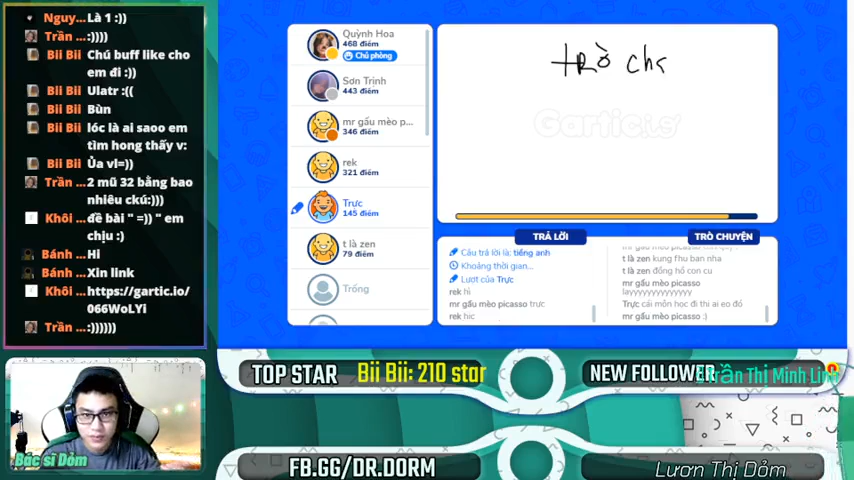 Nguy... Là 1 :))
Trần ... :))))
Bii Bii Chú buff like cho
em đi :))
Bii Bii Ulatr :((
Bii Bii Bùn
Bii Bii lóc là ai saoo em
tìm hong thấy v:
Bii Bii Ủa vl=))
Trần ... 2 mũ 32 bằng bao
nhiêu ckú:)))
Khôi ... đề bài " =)) " em
chịu :)
Bánh ... Hi
Bánh ... Xin link
Khôi ... https://gartic.io/
066WoLYi
Trần ... :))))))
Bác sĩ Dỏm
Quỳnh Hoa
468 điểm
Chủ phòng
Sơn Trinh
443 điểm
mr gấu mèo p...
346 điểm
rek
321 điểm
Trực
145 điểm
t là zen
79 điểm
Trống
trò chơ
Gartic.io
TRẢ LỜI
Câu trả lời là: tiếng anh
Khoảng thời gian...
Lượt của Trực
rek hì
mr gấu mèo picasso trực
rek hic
TRÒ CHUYỆN
t là zen kung fhu ban nha
t là zen đồng hồ con cu
mr gấu mèo picasso
layyyyyyyyyyyyy
Trực cái môn học đi thi ai eo đó
mr gấu mèo picasso :)
TOP STAR Bii Bii: 210 star
NEW FOLLOWER Trần Thị Minh Linh
FB.GG/DR.DORM
Lươn Thị Dỏm